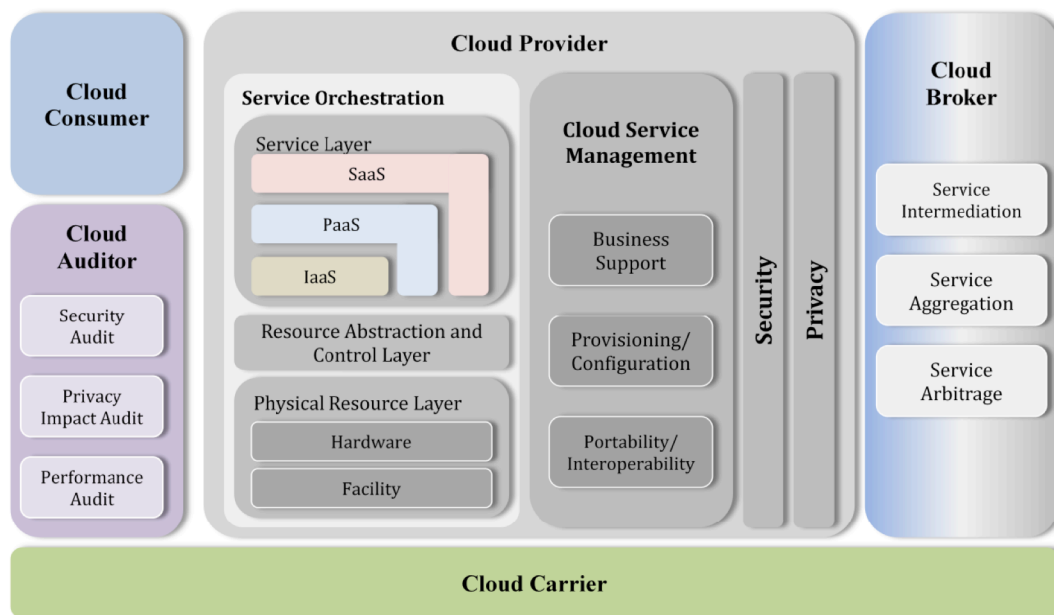 Cloud
Consumer
Cloud
Auditor
Security
Audit
Privacy
Impact Audit
Performance
Audit
Cloud Provider
Service Orchestration
Service Layer
SaaS
PaaS
IaaS
Resource Abstraction and
Control Layer
Physical Resource Layer
Hardware
Facility
Cloud Service
Management
Business
Support
Provisioning/
Configuration
Portability/
Interoperability
Security
Privacy
Cloud
Broker
Service
Intermediation
Service
Aggregation
Service
Arbitrage
Cloud Carrier